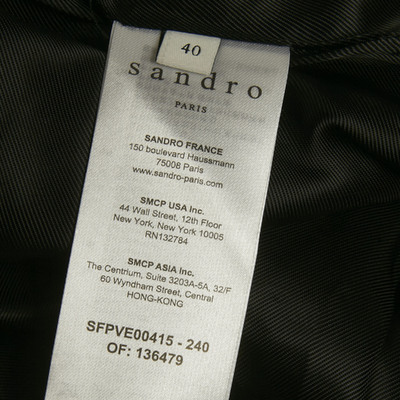 40
sandro
PARIS
SANDRO FRANCE
150 boulevard Haussmann
75008 Paris
www.sandro-paris.com
SMCP USA Inc.
44 Wall Street, 12th Floor
New York, New York 10005
RN132784
SMCP ASIA Inc.
The Centrium, Suite 3203A-5A, 32/F
60 Wyndham Street, Central
HONG-KONG
SFPVE00415 - 240
OF: 136479